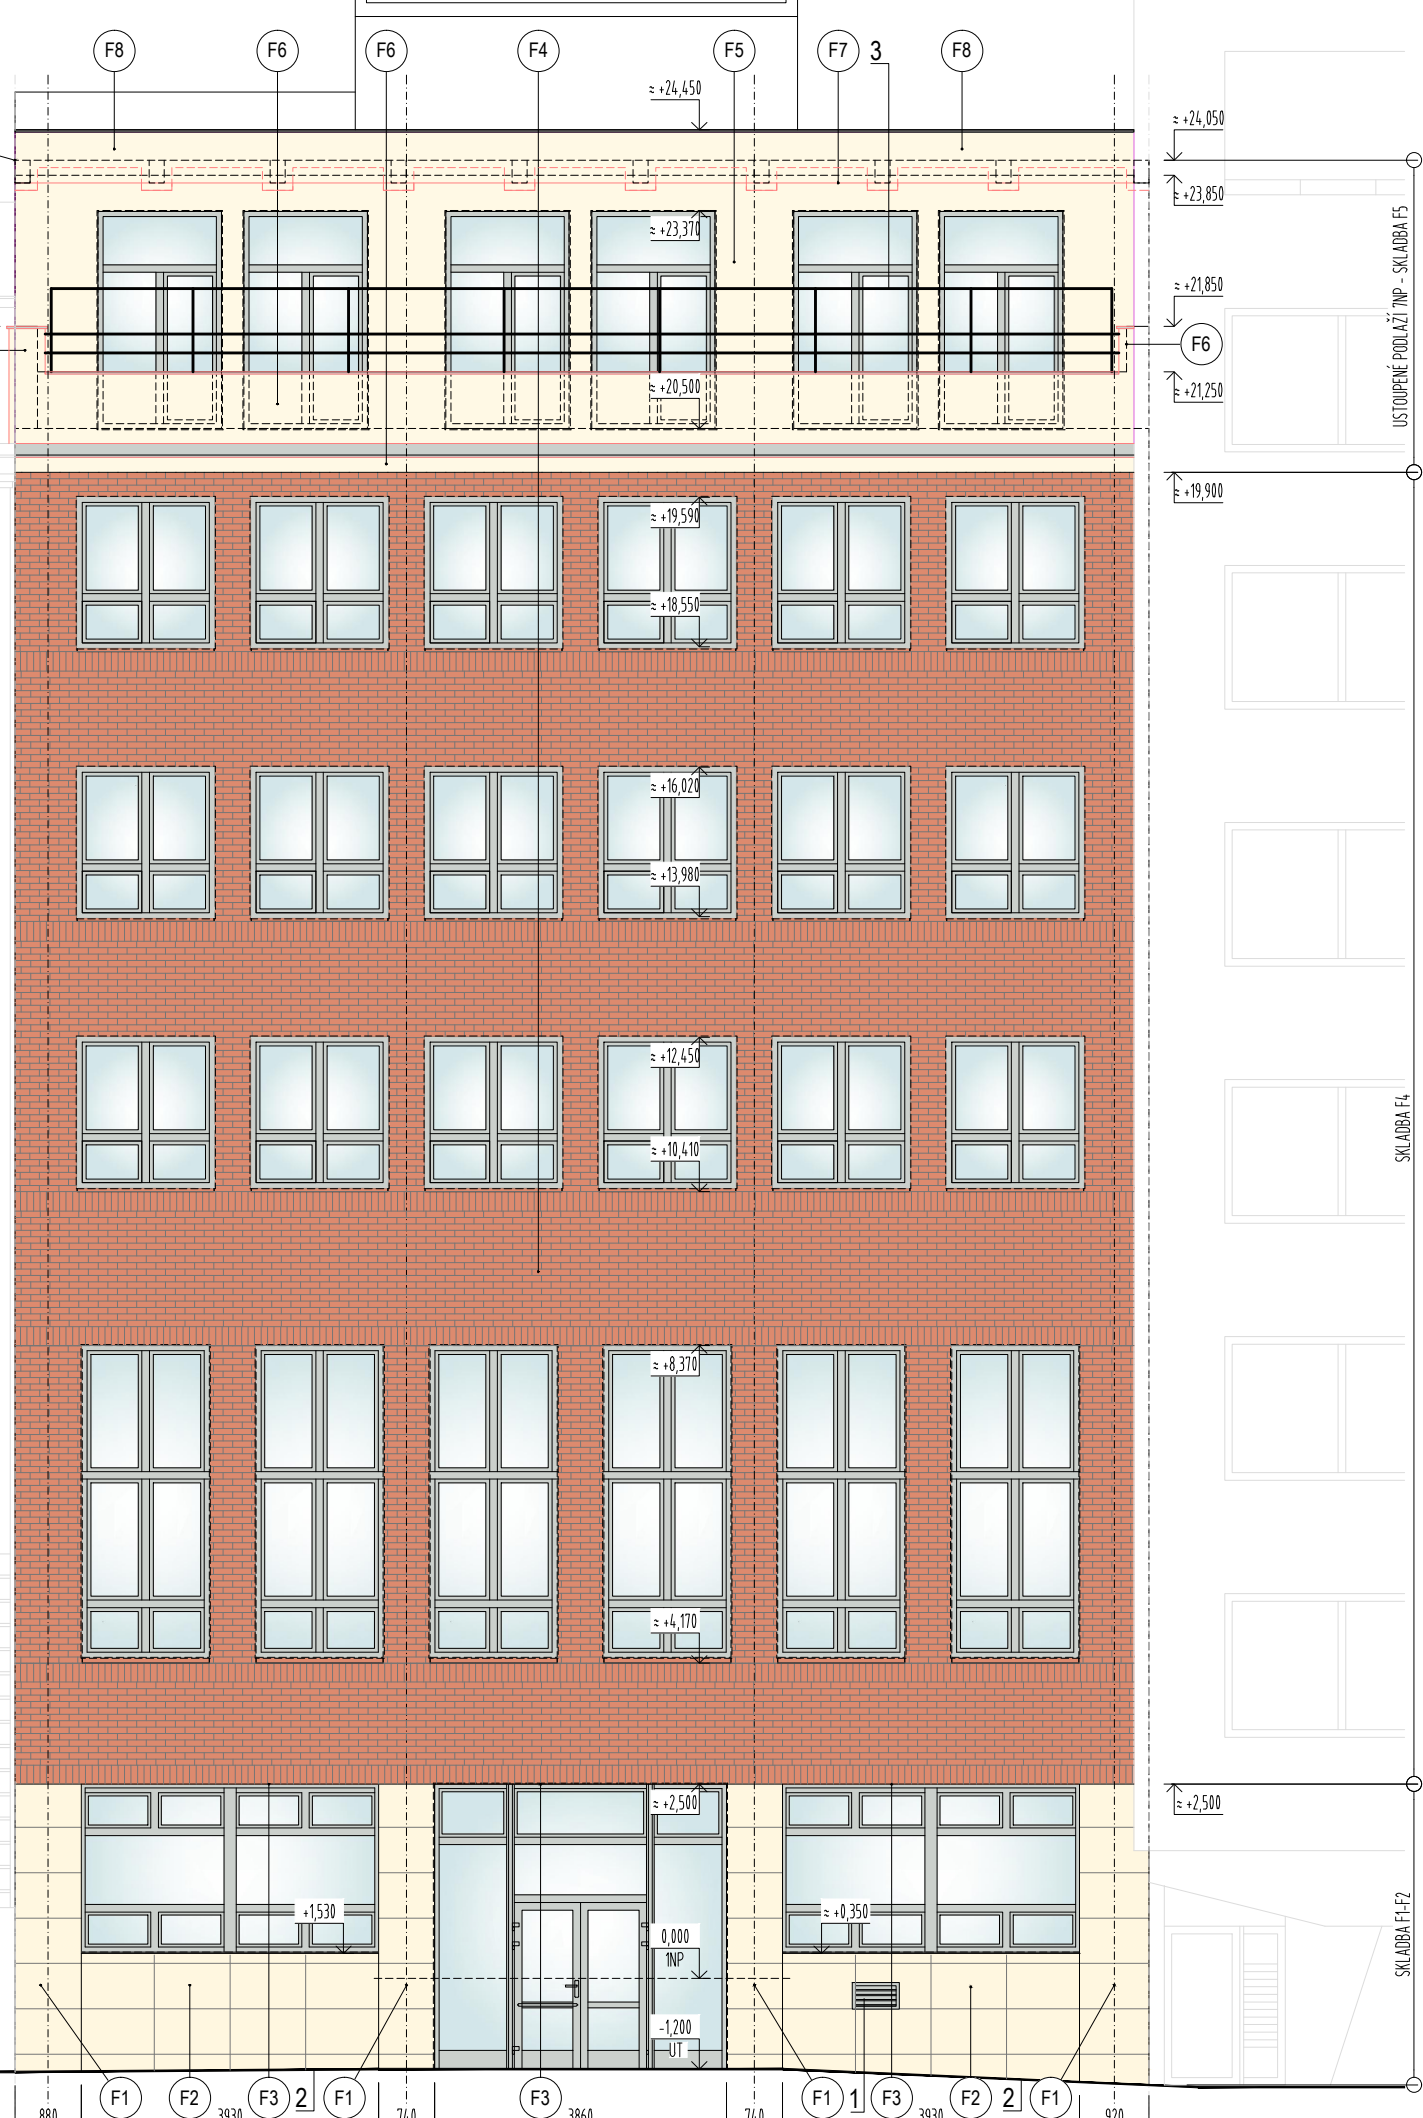 F8
F6
F6
F4
F5
F7
3
F8
≈ +24,450
≈ +24,050
≈ +23,850
≈ +23,370
≈ +21,850
F6
≈ +21,250
≈ +20,500
USTOUPENÉ PODLAŽÍ 7NP - SKLADBA F5
≈ +19,900
≈ +19,590
≈ +18,550
≈ +16,020
≈ +13,980
≈ +12,450
≈ +10,410
SKLADBA F4
≈ +8,370
≈ +4,170
≈ +2,500
≈ +2,500
+1,530
≈ +0,350
0,000
1NP
-1,200
UT
SKLADBA F1-F2
F1
F2
F3
2
F1
F3
F1
1
F3
F2
2
F1
880
3930
740
3860
740
3930
920